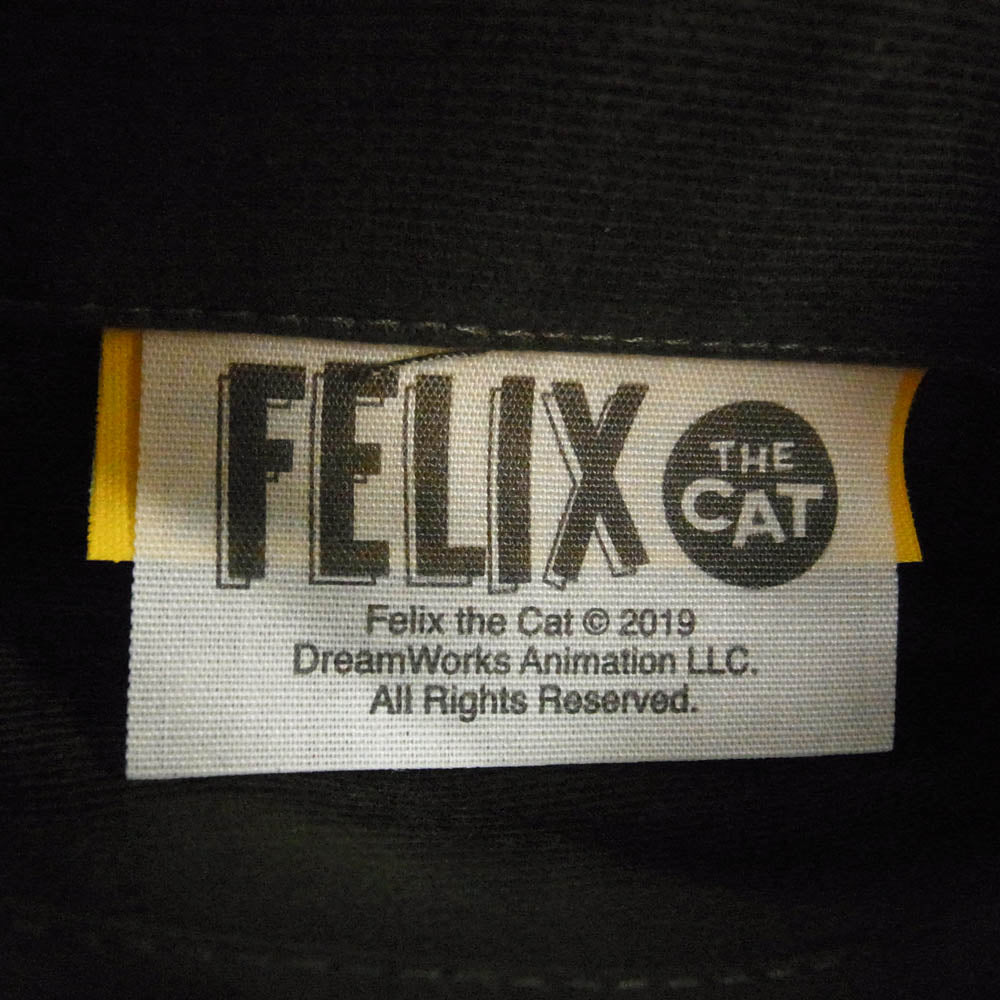 FELIX THE CAT
Felix the Cat © 2019
DreamWorks Animation LLC.
All Rights Reserved.